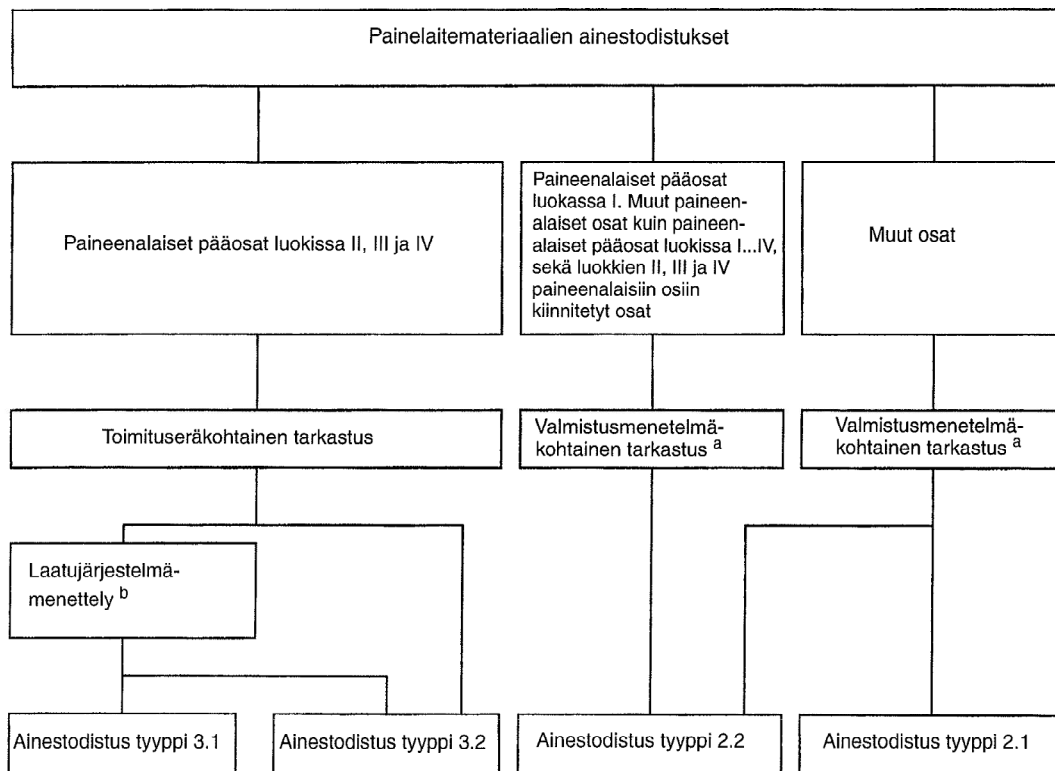 Painelaitemateriaalien ainestodistukset
Paineenalaiset pääosat luokissa II, III ja IV
Paineenalaiset pääosat
luokassa I. Muut paineen-
alaiset osat kuin paineen-
alaiset pääosat luokissa I...IV,
sekä luokkien II, III ja IV
paineenalaisiin osiin
kiinnitetyt osat
Muut osat
Toimituseräkohtainen tarkastus
Valmistusmenetelmä-
kohtainen tarkastus a
Valmistusmenetelmä-
kohtainen tarkastus a
Laatujärjestelmä-
menettely b
Ainestodistus tyyppi 3.1
Ainestodistus tyyppi 3.2
Ainestodistus tyyppi 2.2
Ainestodistus tyyppi 2.1